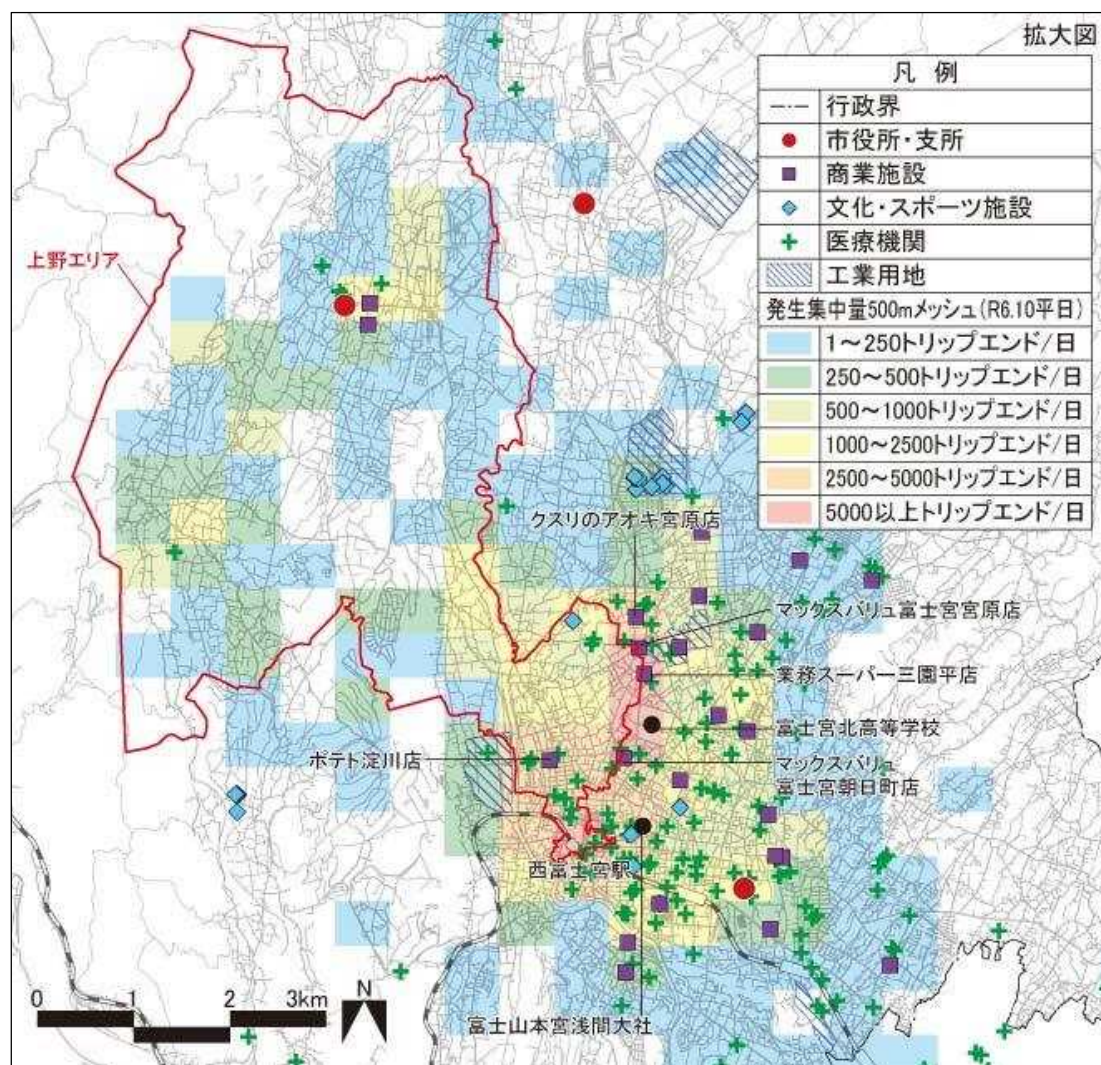 拡大図
凡 例
行政界
市役所・支所
商業施設
文化・スポーツ施設
医療機関
工業用地
発生集中量500mメッシュ(R6.10平日)
1~250トリップエンド/日
250~500トリップエンド/日
500~1000トリップエンド/日
1000~2500トリップエンド/日
2500~5000トリップエンド/日
5000以上トリップエンド/日
上野エリア
クスリのアオキ宮原店
マックスバリュ富士宮宮原店
業務スーパー三園平店
富士宮北高等学校
ポテト淀川店
マックスバリュ
富士宮朝日町店
西富士宮駅
富士山本宮浅間大社
0 1 2 3km
N